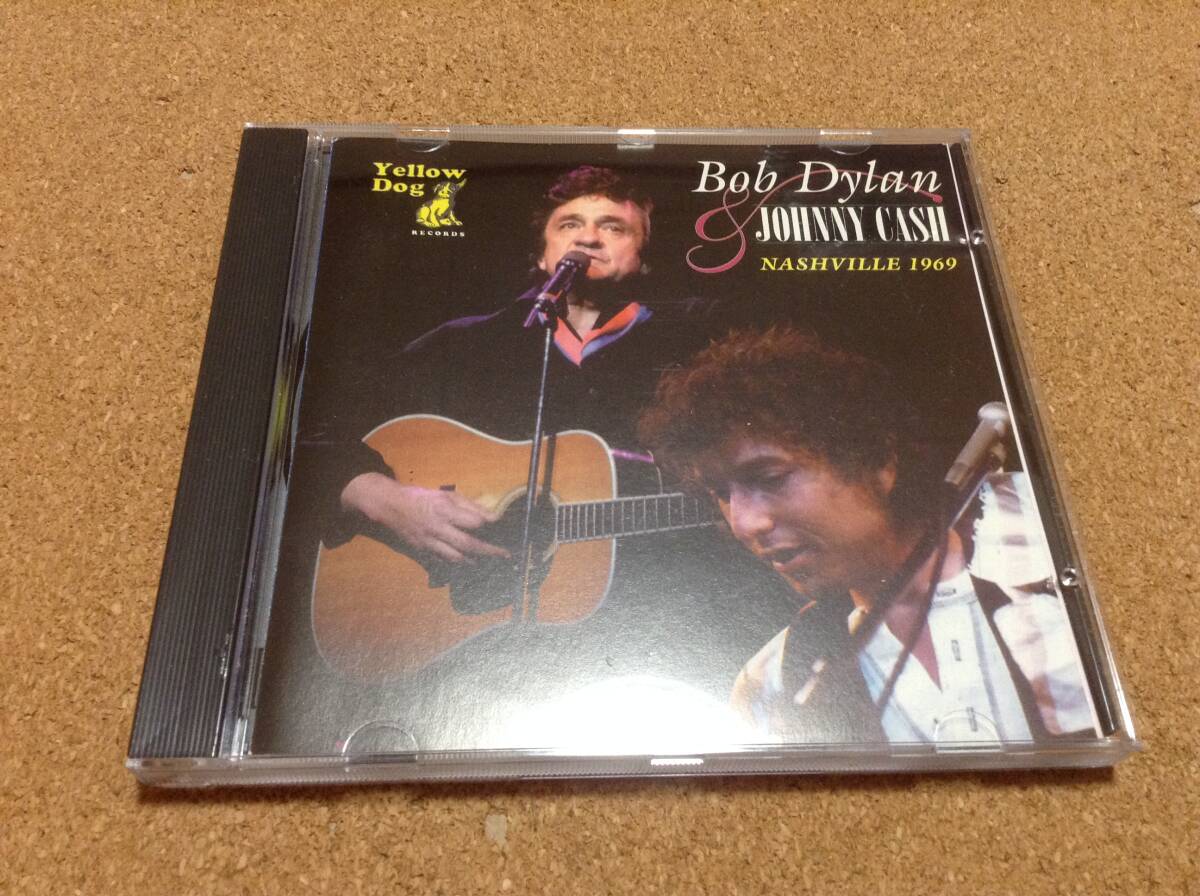 Yellow
Dog
RECORDS
Bob Dylan
& JOHNNY CASH
NASHVILLE 1969